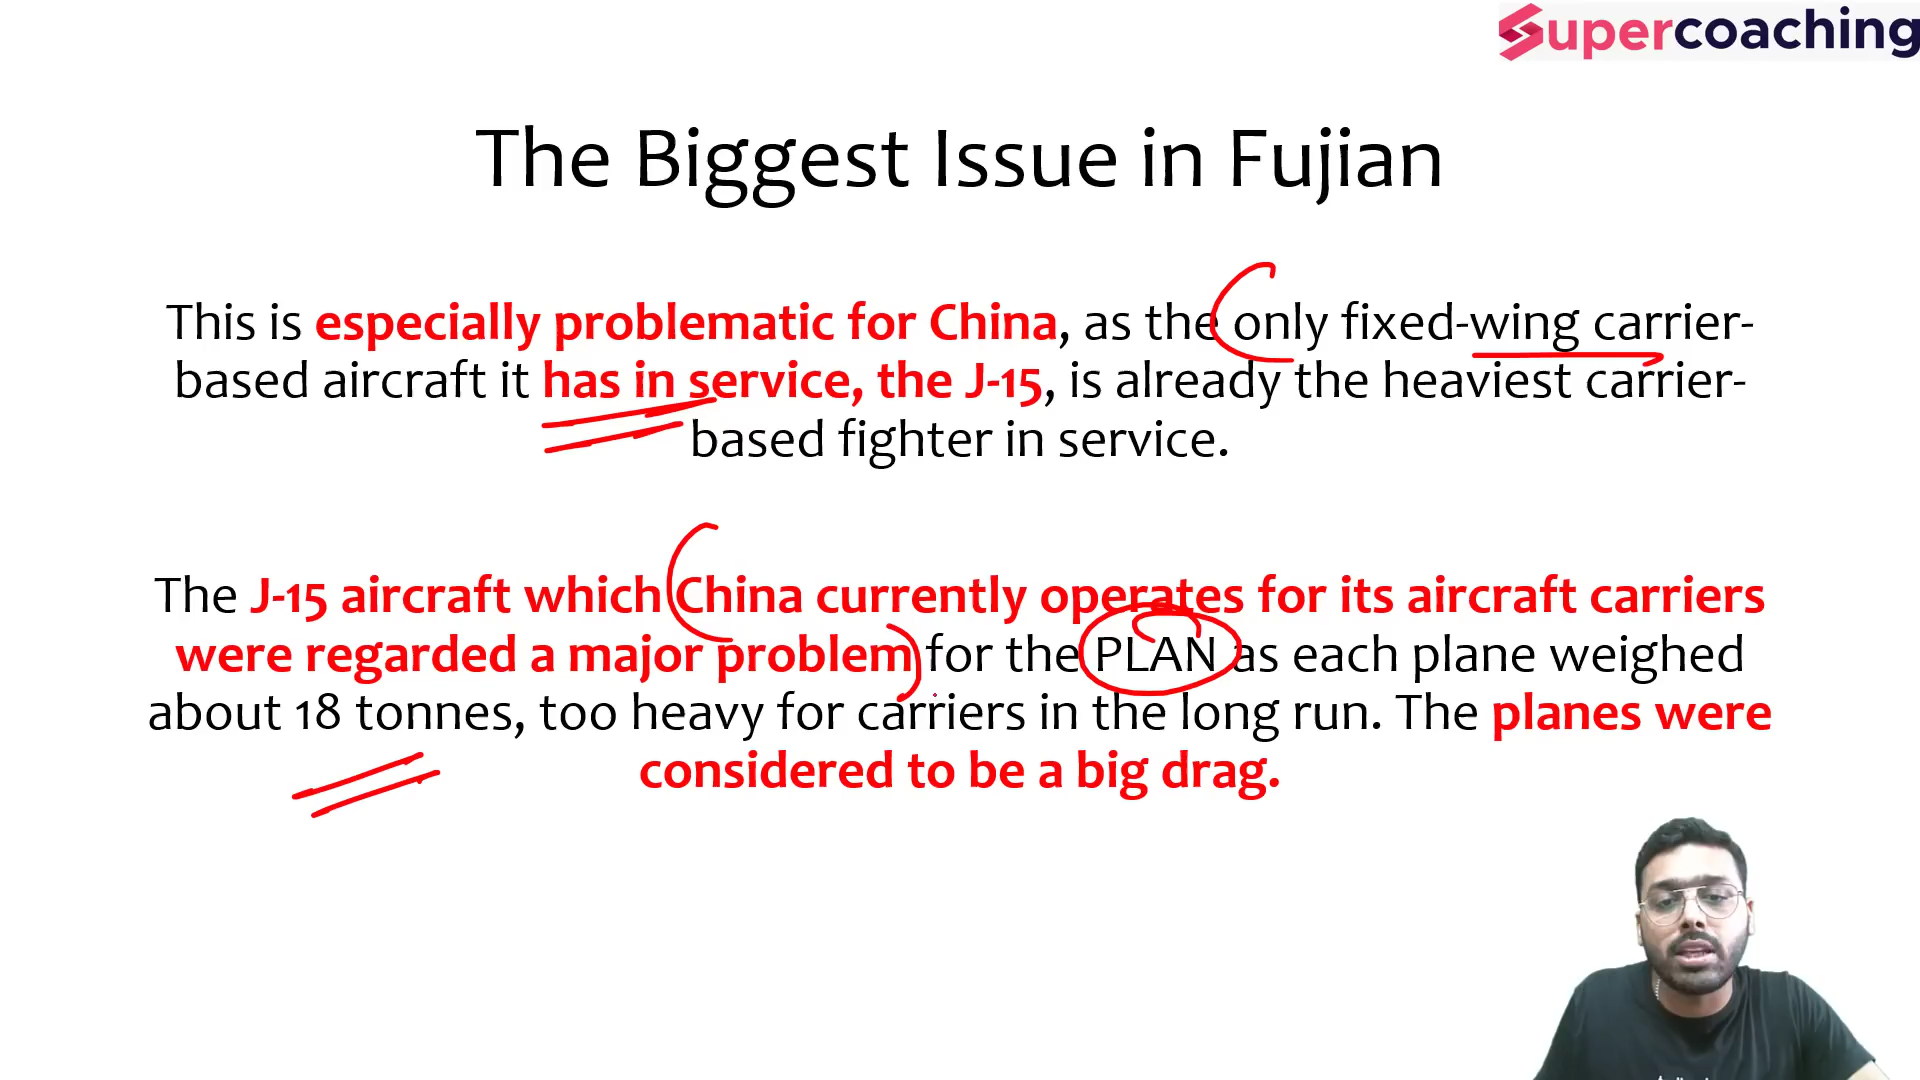 Supercoaching
The Biggest Issue in Fujian
This is especially problematic for China, as the only fixed-wing carrier-
based aircraft it has in service, the J-15, is already the heaviest carrier-
based fighter in service.
The J-15 aircraft which China currently operates for its aircraft carriers
were regarded a major problem for the PLAN as each plane weighed
about 18 tonnes, too heavy for carriers in the long run. The planes were
considered to be a big drag.